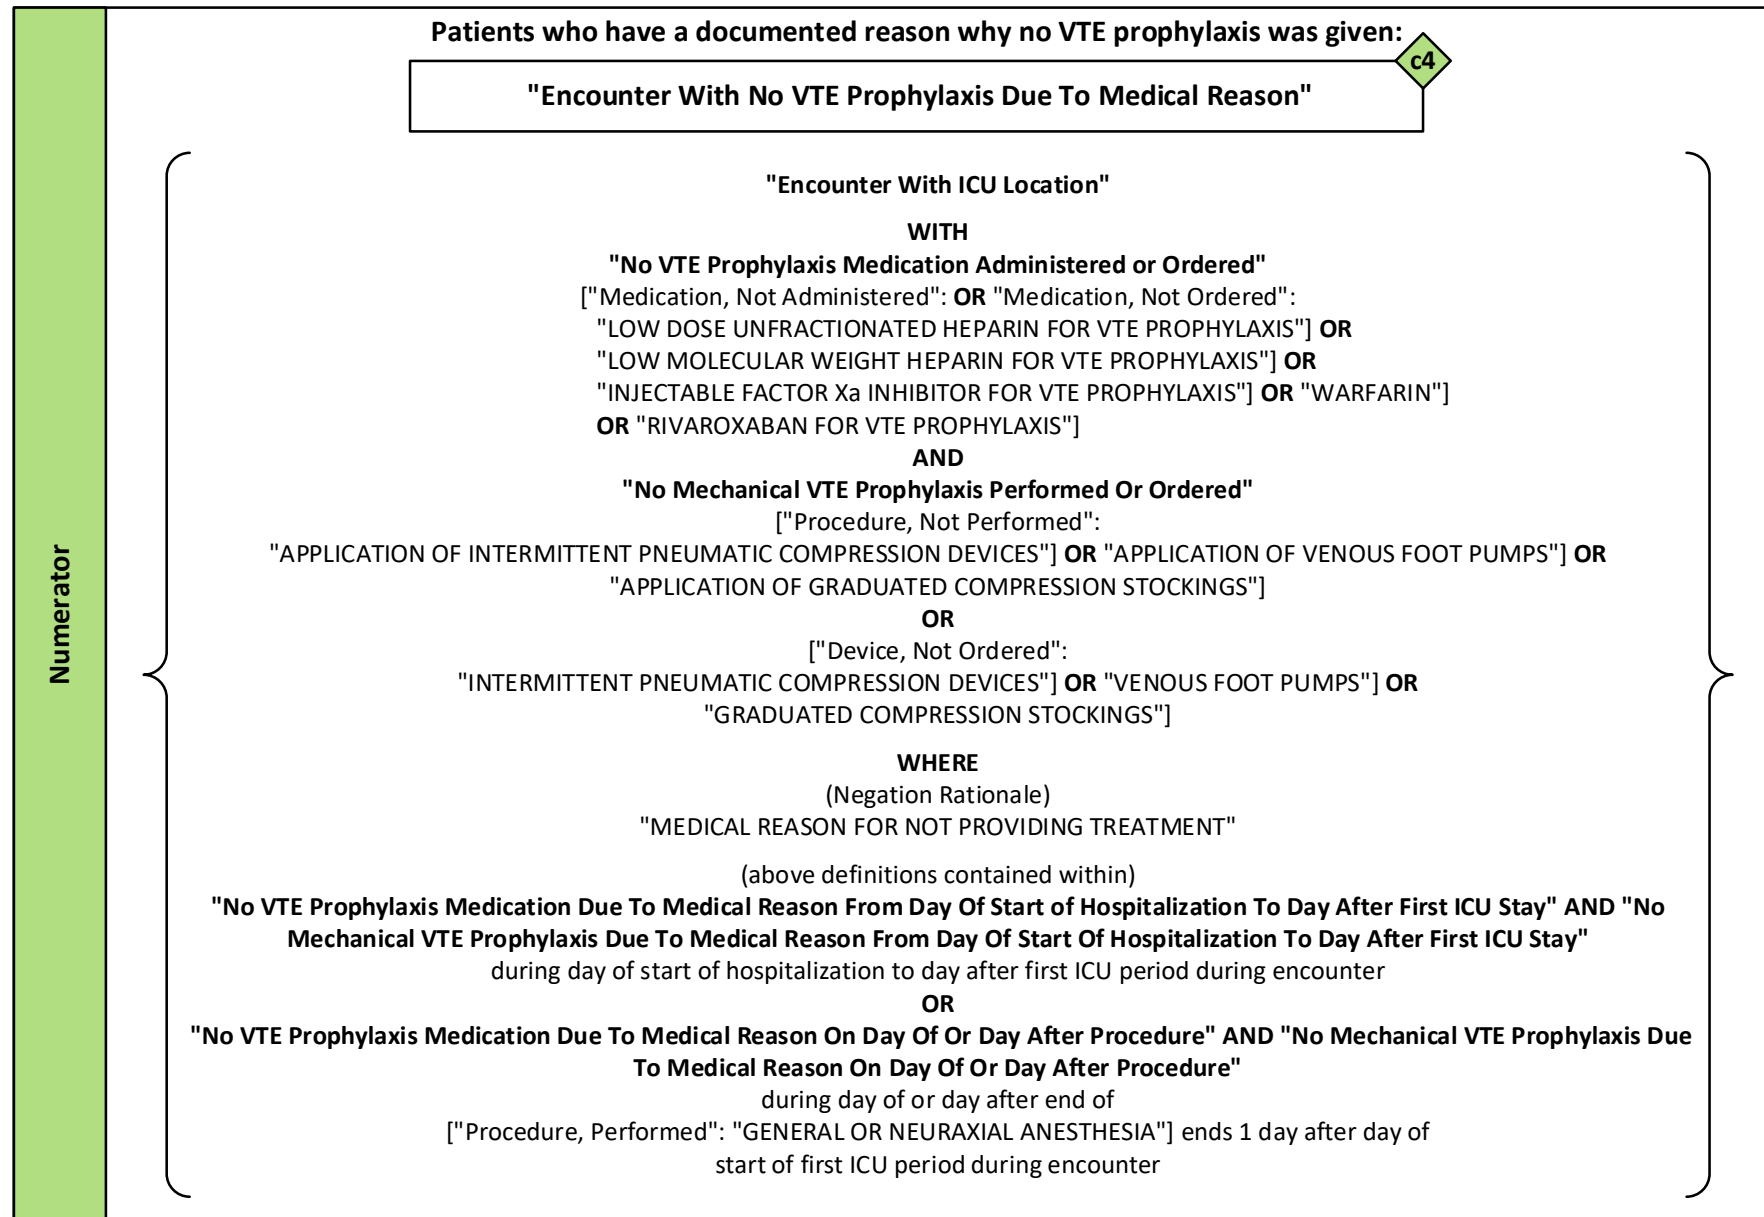 Numerator
Patients who have a documented reason why no VTE prophylaxis was given:
c4
"Encounter With No VTE Prophylaxis Due To Medical Reason"
"Encounter With ICU Location"
WITH
"No VTE Prophylaxis Medication Administered or Ordered"
["Medication, Not Administered": OR "Medication, Not Ordered":
"LOW DOSE UNFRACTIONATED HEPARIN FOR VTE PROPHYLAXIS"] OR
"LOW MOLECULAR WEIGHT HEPARIN FOR VTE PROPHYLAXIS"] OR
"INJECTABLE FACTOR Xa INHIBITOR FOR VTE PROPHYLAXIS"] OR "WARFARIN"]
OR "RIVAROXABAN FOR VTE PROPHYLAXIS"]
AND
"No Mechanical VTE Prophylaxis Performed Or Ordered"
["Procedure, Not Performed":
"APPLICATION OF INTERMITTENT PNEUMATIC COMPRESSION DEVICES"] OR "APPLICATION OF VENOUS FOOT PUMPS"] OR
"APPLICATION OF GRADUATED COMPRESSION STOCKINGS"]
OR
["Device, Not Ordered":
"INTERMITTENT PNEUMATIC COMPRESSION DEVICES"] OR "VENOUS FOOT PUMPS"] OR
"GRADUATED COMPRESSION STOCKINGS"]
WHERE
(Negation Rationale)
"MEDICAL REASON FOR NOT PROVIDING TREATMENT"
(above definitions contained within)
"No VTE Prophylaxis Medication Due To Medical Reason From Day Of Start of Hospitalization To Day After First ICU Stay" AND "No
Mechanical VTE Prophylaxis Due To Medical Reason From Day Of Start Of Hospitalization To Day After First ICU Stay"
during day of start of hospitalization to day after first ICU period during encounter
OR
"No VTE Prophylaxis Medication Due To Medical Reason On Day Of Or Day After Procedure" AND "No Mechanical VTE Prophylaxis Due
To Medical Reason On Day Of Or Day After Procedure"
during day of or day after end of
["Procedure, Performed": "GENERAL OR NEURAXIAL ANESTHESIA"] ends 1 day after day of
start of first ICU period during encounter